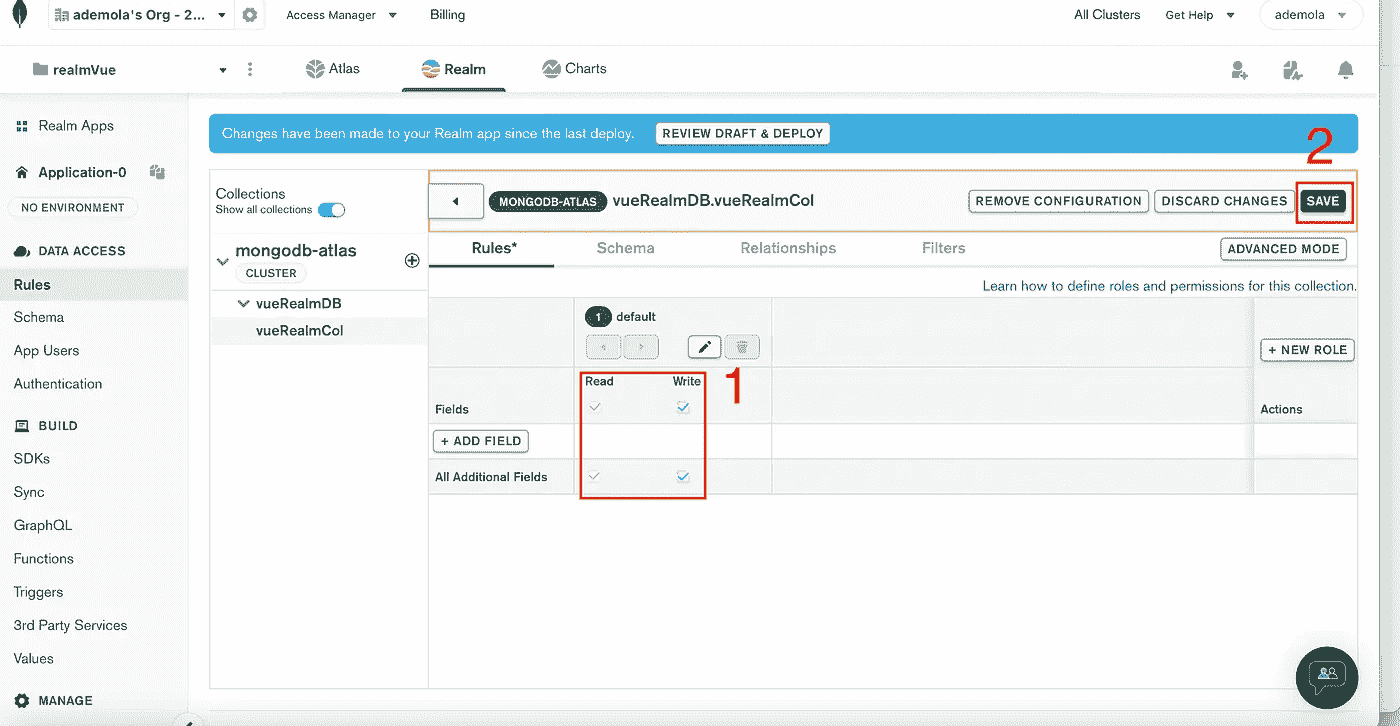 ademola's Org - 2... Access Manager Billing All Clusters Get Help ademola
realmVue Atlas Realm Charts
Realm Apps
Application-0
NO ENVIRONMENT
DATA ACCESS
Rules
Schema
App Users
Authentication
BUILD
SDKs
Sync
GraphQL
Functions
Triggers
3rd Party Services
Values
MANAGE
Changes have been made to your Realm app since the last deploy. REVIEW DRAFT & DEPLOY
2
Collections
Show all collections
mongodb-atlas
CLUSTER
vueRealmDB
vueRealmCol
MONGODB-ATLAS vueRealmDB.vueRealmCol REMOVE CONFIGURATION DISCARD CHANGES SAVE
Rules* Schema Relationships Filters ADVANCED MODE
Learn how to define roles and permissions for this collection.
1 default
+ NEW ROLE
Read Write 1
Fields Actions
+ ADD FIELD
All Additional Fields